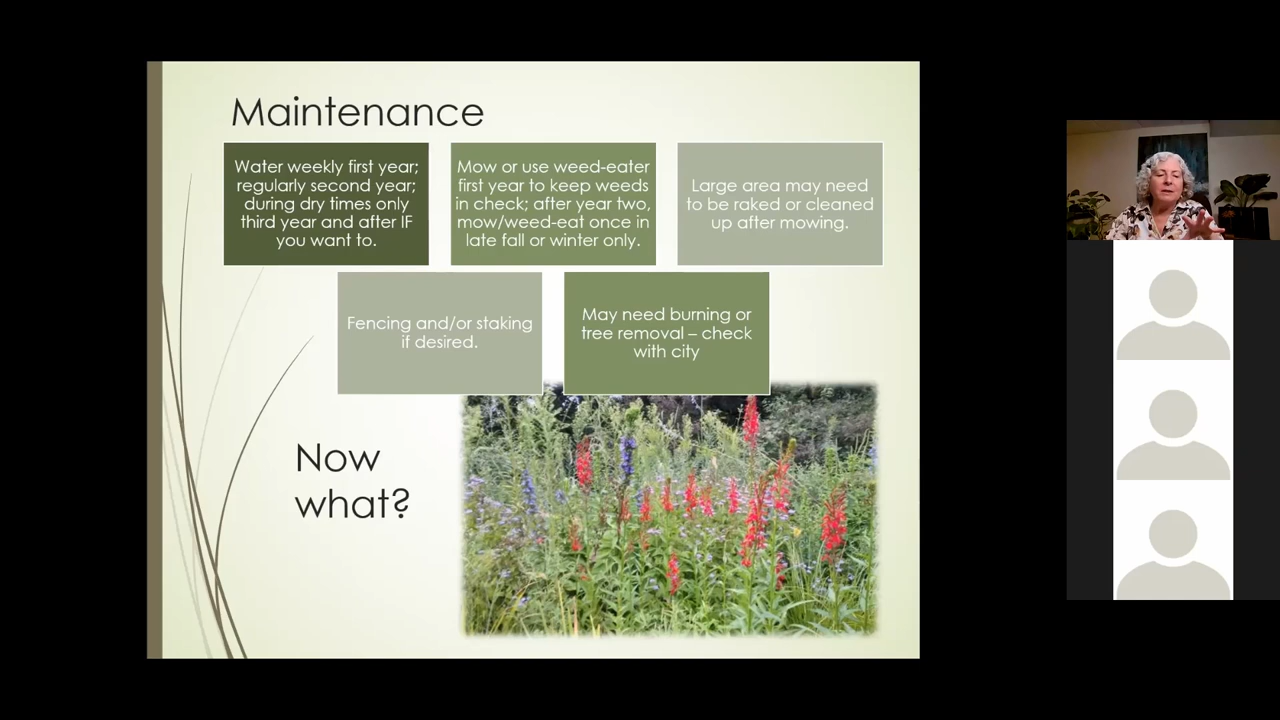 Maintenance
Water weekly first year;
regularly second year;
during dry times only
third year and after IF
you want to.
Mow or use weed-eater
first year to keep weeds
in check; after year two,
mow/weed-eat once in
late fall or winter only.
Large area may need
to be raked or cleaned
up after mowing.
Fencing and/or staking
if desired.
May need burning or
tree removal – check
with city
Now
what?